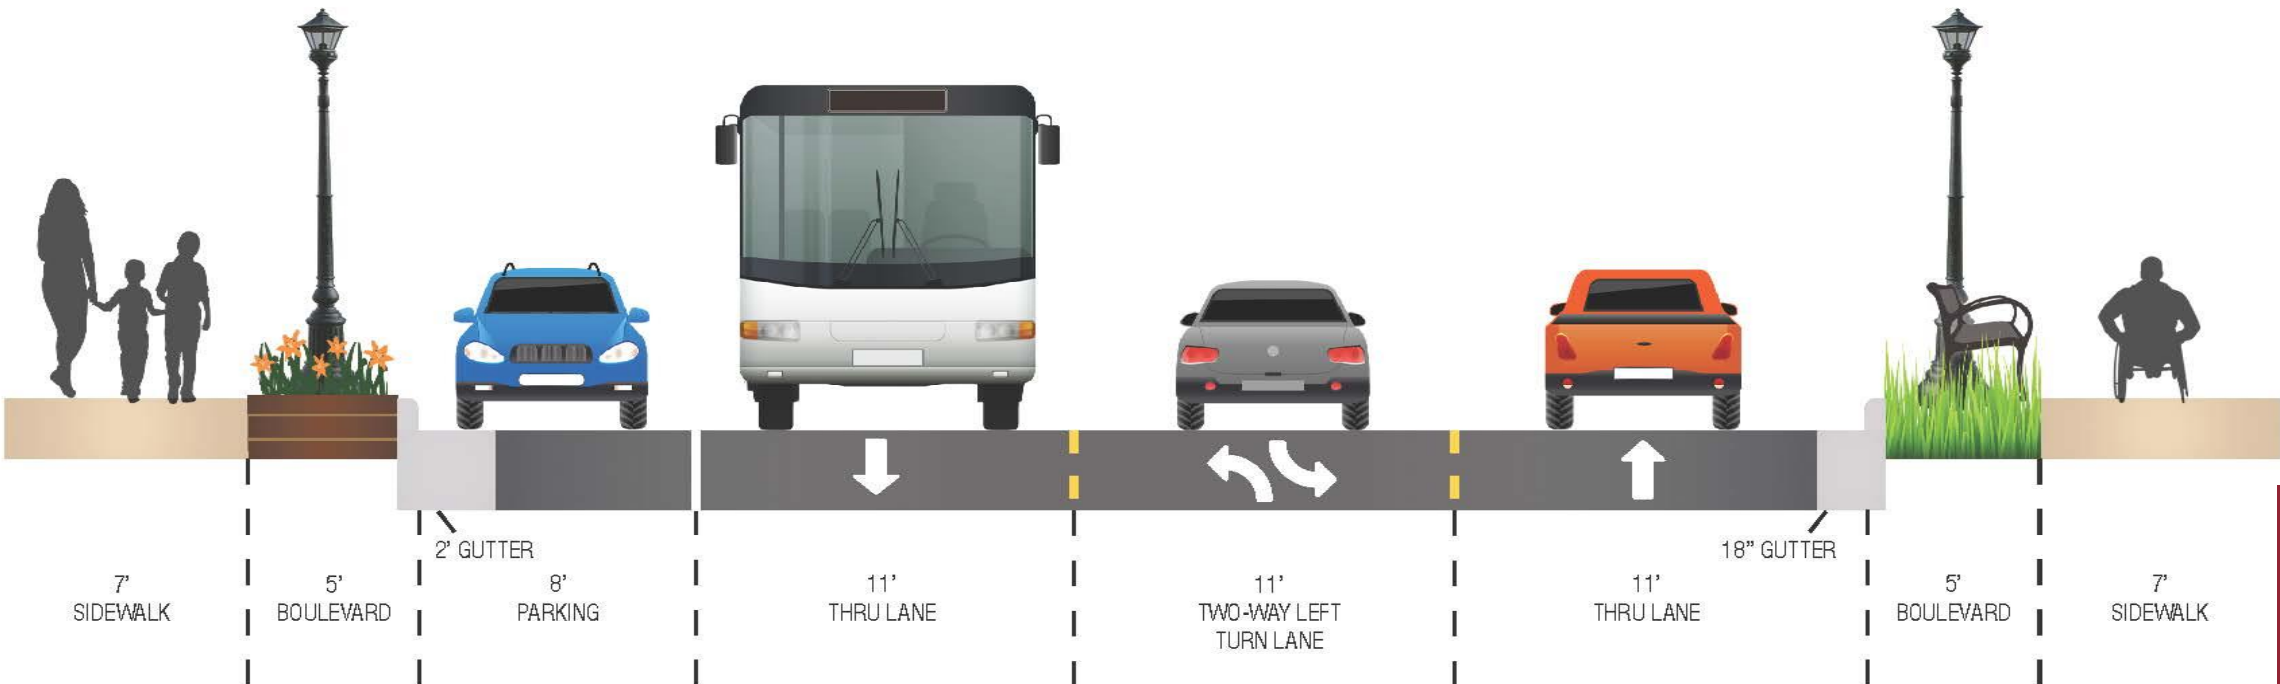 2’ GUTTER
18” GUTTER
7’
SIDEWALK
5’
BOULEVARD
8’
PARKING
11’
THRU LANE
11’
TWO-WAY LEFT
TURN LANE
11’
THRU LANE
5’
BOULEVARD
7’
SIDEWALK